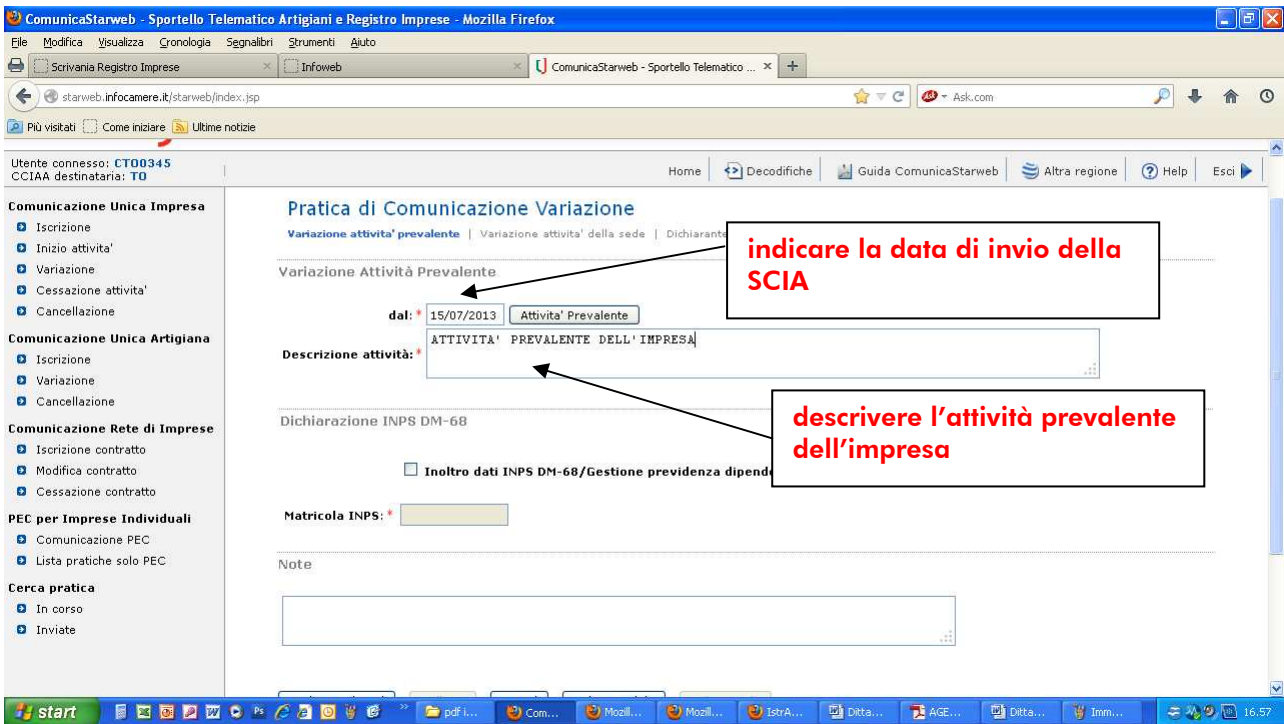 ComunicaStarweb - Sportello Telematico Artigiani e Registro Imprese - Mozilla Firefox
File Modifica Visualizza Cronologia Segnalibri Strumenti Aiuto
Scrivania Registro Imprese
Infoweb
ComunicaStarweb - Sportello Telematico ...
starweb.infocamere.it/starweb/index.jsp
Ask.com
Più visitati Come iniziare Ultime notizie
Utente connesso: CTO0345
CCIAA destinataria: TO
Home Decodifiche Guida ComunicaStarweb Altra regione Help Esci
Comunicazione Unica Impresa
Iscrizione
Inizio attivita'
Variazione
Cessazione attivita'
Cancellazione
Comunicazione Unica Artigiana
Iscrizione
Variazione
Cancellazione
Comunicazione Rete di Imprese
Iscrizione contratto
Modifica contratto
Cessazione contratto
PEC per Imprese Individuali
Comunicazione PEC
Lista pratiche solo PEC
Cerca pratica
In corso
Inviate
Pratica di Comunicazione Variazione
Variazione attivita' prevalente | Variazione attivita' della sede | Dichiarante
Variazione Attività Prevalente
dal: * 15/07/2013 Attivita' Prevalente
Descrizione attività: * ATTIVITA' PREVALENTE DELL'IMPRESA
indicare la data di invio della
SCIA
descrivere l'attività prevalente
dell'impresa
Dichiarazione INPS DM-68
Inoltro dati INPS DM-68/Gestione previdenza dipend
Matricola INPS: *
Note
start
pdf i...
Com...
Mozill...
Mozill...
IstrA...
Ditta...
AGE...
Ditta...
Imm...
16.57